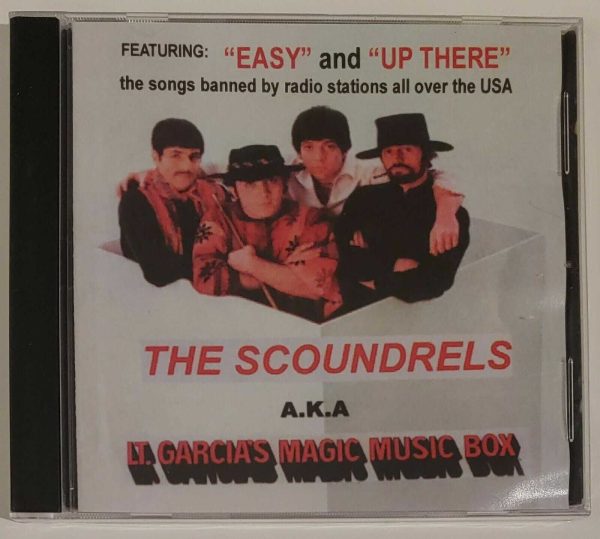 FEATURING: “EASY” and “UP THERE”
the songs banned by radio stations all over the USA
THE SCOUNDRELS
A.K.A
LT. GARCIA'S MAGIC MUSIC BOX